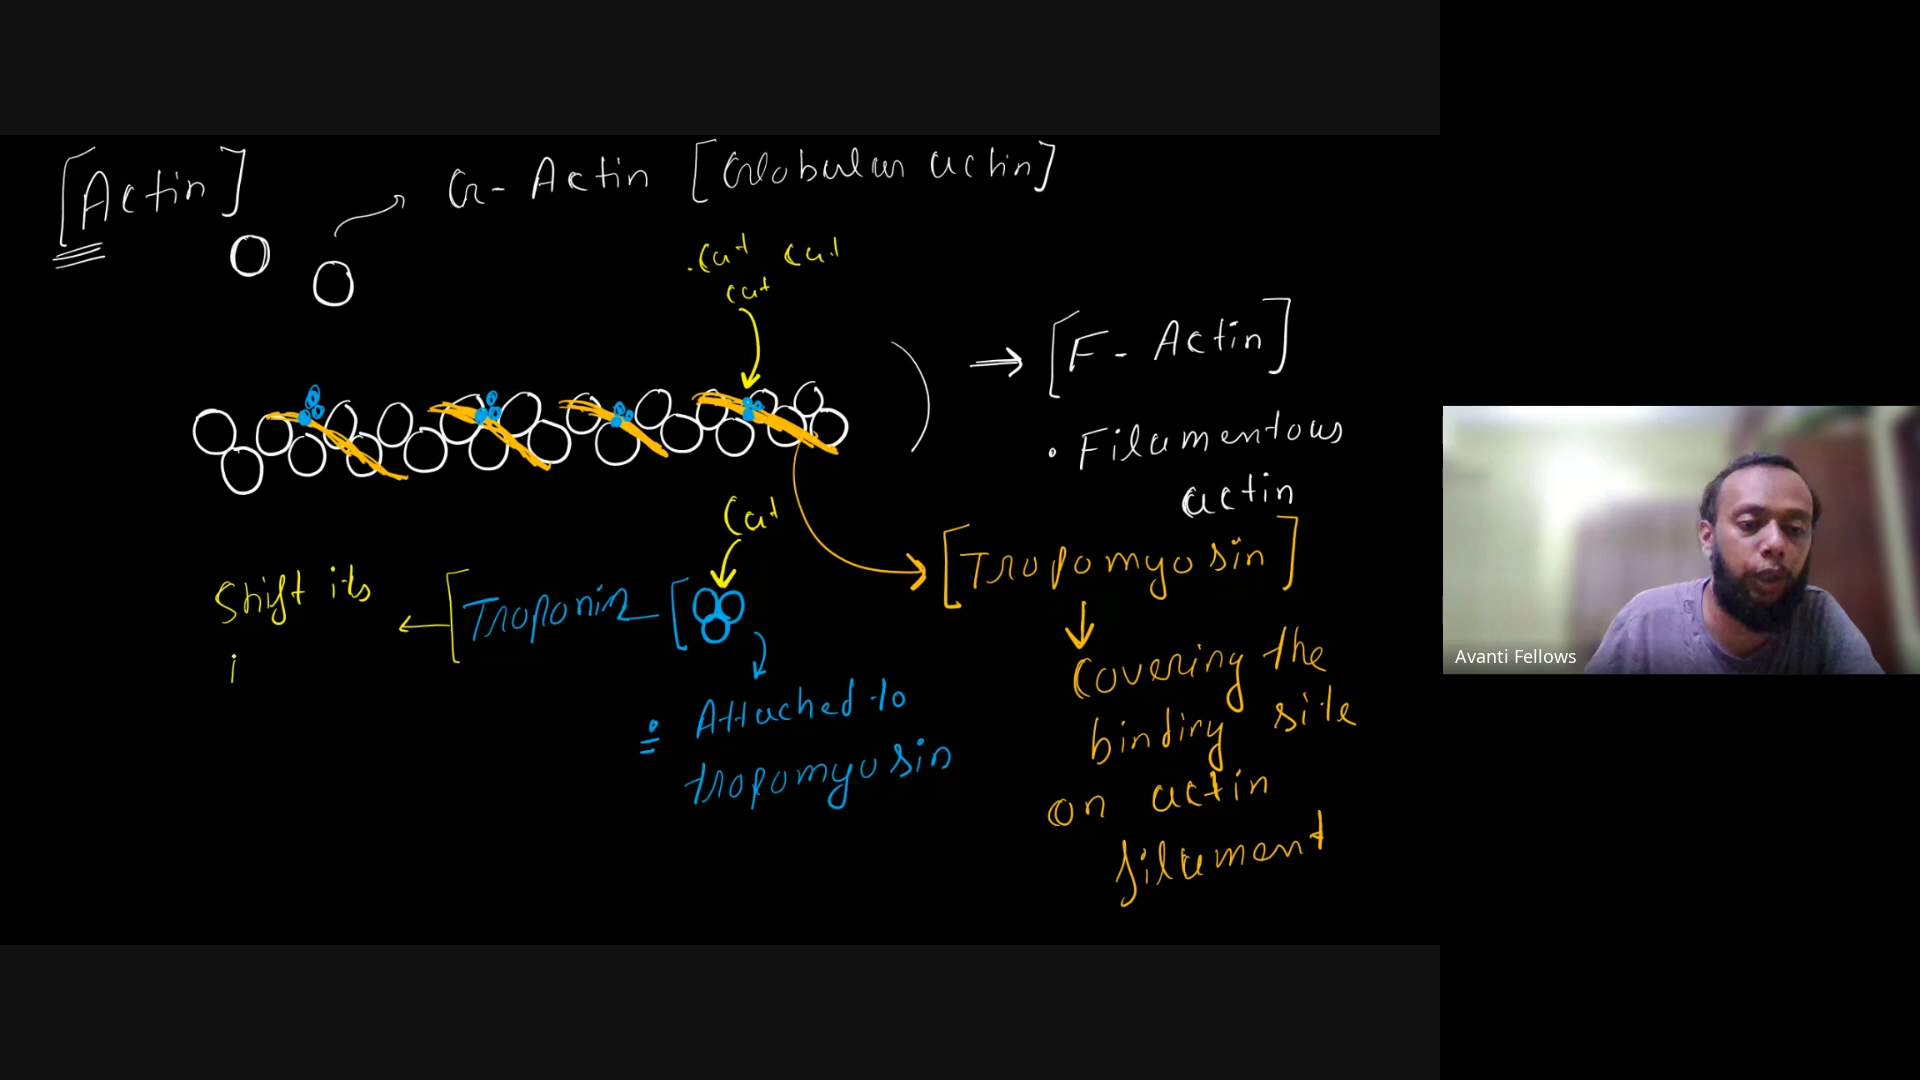 [Actin]
G-Actin [Globular actin]
Ca+ Ca+
Ca+
[F-Actin]
• Filamentous
actin
Ca+
[Tropomyosin]
Shift its
i
[Troponin - [
Covering the
binding site
on actin
filament
Attached to
tropomyosin
Avanti Fellows